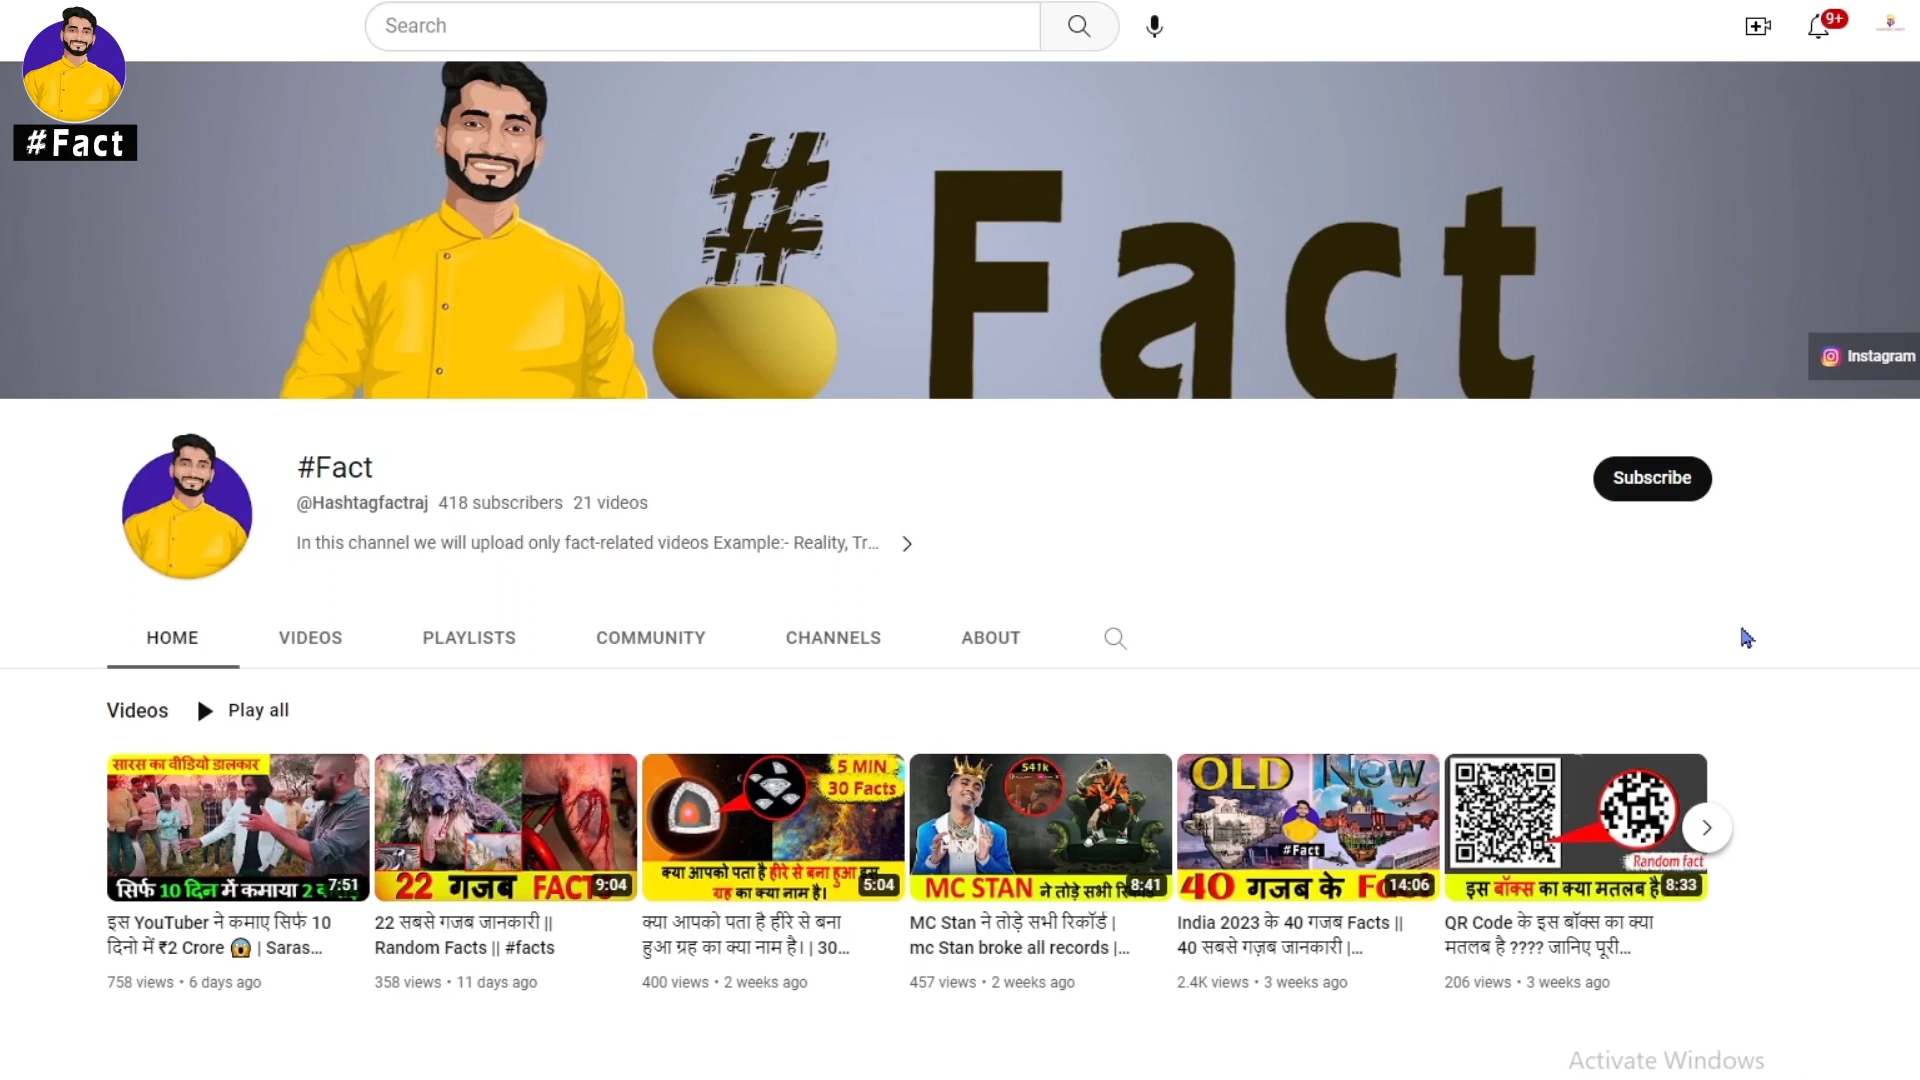 Search
9+
#Fact
# Fact
Instagram
#Fact
Subscribe
@Hashtagfactraj 418 subscribers 21 videos
In this channel we will upload only fact-related videos Example:- Reality, Tr...
HOME VIDEOS PLAYLISTS COMMUNITY CHANNELS ABOUT
Videos Play all
सारस का वीडियो डालकार
सिर्फ 10 दिन में कमाया 2
7:51
22 गजब FACT
9:04
5 MIN
30 Facts
क्या आपको पता है हीरे से बना हुआ इस
ग्रह का क्या नाम है।
5:04
541k
MC STAN ने तोड़े सभी
8:41
OLD New
#Fact
40 गजब के
14:06
Random fact
इस बॉक्स का क्या मतलब है
8:33
इस YouTuber ने कमाए सिर्फ 10
दिनो में ₹2 Crore 😱 | Saras...
758 views • 6 days ago
22 सबसे गजब जानकारी ||
Random Facts || #facts
358 views • 11 days ago
क्या आपको पता है हीरे से बना
हुआ ग्रह का क्या नाम है। | 30...
400 views • 2 weeks ago
MC Stan ने तोड़े सभी रिकॉर्ड |
mc Stan broke all records |...
457 views • 2 weeks ago
India 2023 के 40 गजब Facts ||
40 सबसे गज़ब जानकारी |...
2.4K views • 3 weeks ago
QR Code के इस बॉक्स का क्या
मतलब है ???? जानिए पूरी...
206 views • 3 weeks ago
Activate Windows